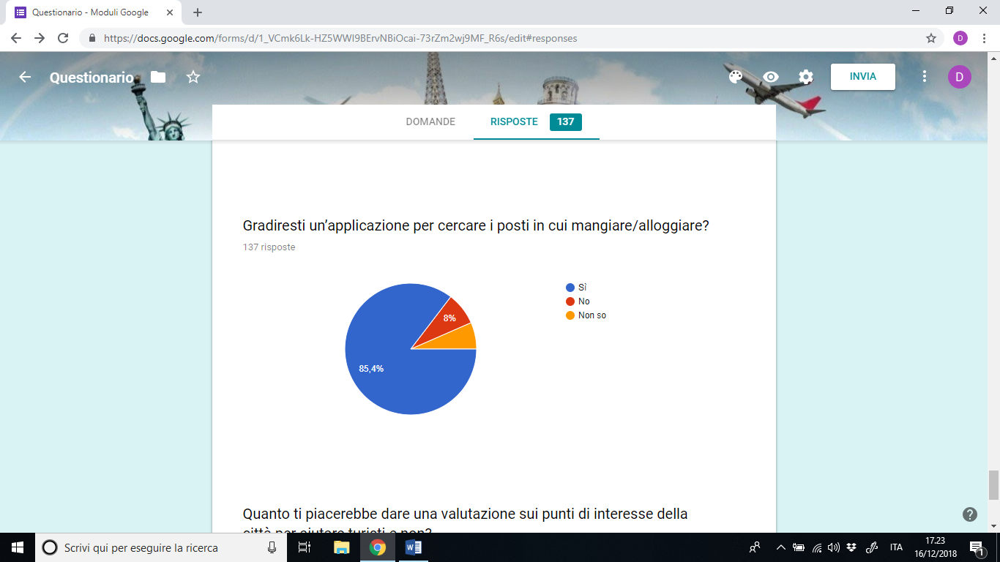 Questionario - Moduli Google
https://docs.google.com/forms/d/1_VCmk6Lk-HZ5WWI9BErvNBiOcai-73rZm2wj9MF_R6s/edit#responses
D
Questionario
INVIA
D
DOMANDE
RISPOSTE
137
Gradiresti un’applicazione per cercare i posti in cui mangiare/alloggiare?
137 risposte
Sì
No
Non so
8%
85,4%
Quanto ti piacerebbe dare una valutazione sui punti di interesse della
città per aiutare turisti e non?
Scrivi qui per eseguire la ricerca
ITA
17.23
16/12/2018
1